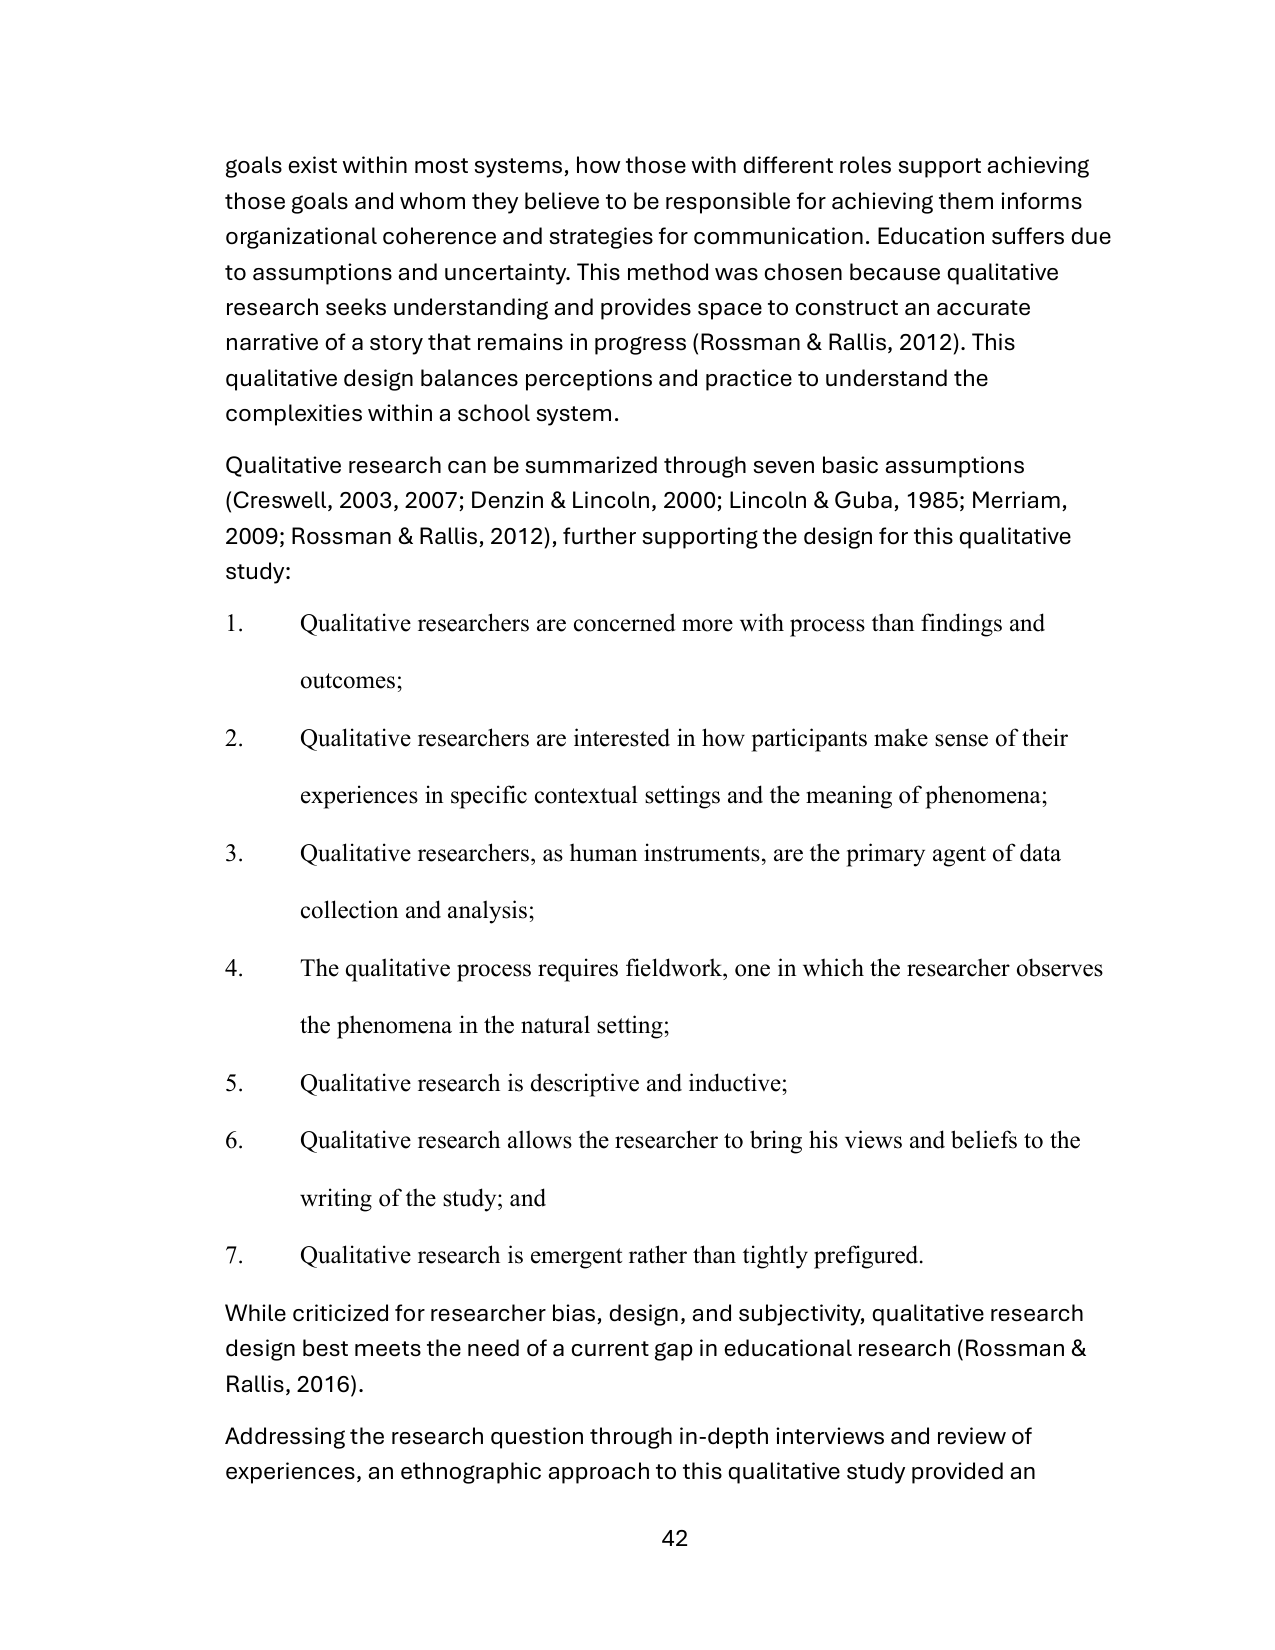 goals exist within most systems, how those with different roles support achieving
those goals and whom they believe to be responsible for achieving them informs
organizational coherence and strategies for communication. Education suffers due
to assumptions and uncertainty. This method was chosen because qualitative
research seeks understanding and provides space to construct an accurate
narrative of a story that remains in progress (Rossman & Rallis, 2012). This
qualitative design balances perceptions and practice to understand the
complexities within a school system.
Qualitative research can be summarized through seven basic assumptions
(Creswell, 2003, 2007; Denzin & Lincoln, 2000; Lincoln & Guba, 1985; Merriam,
2009; Rossman & Rallis, 2012), further supporting the design for this qualitative
study:
1. Qualitative researchers are concerned more with process than findings and
outcomes;
2. Qualitative researchers are interested in how participants make sense of their
experiences in specific contextual settings and the meaning of phenomena;
3. Qualitative researchers, as human instruments, are the primary agent of data
collection and analysis;
4. The qualitative process requires fieldwork, one in which the researcher observes
the phenomena in the natural setting;
5. Qualitative research is descriptive and inductive;
6. Qualitative research allows the researcher to bring his views and beliefs to the
writing of the study; and
7. Qualitative research is emergent rather than tightly prefigured.
While criticized for researcher bias, design, and subjectivity, qualitative research
design best meets the need of a current gap in educational research (Rossman &
Rallis, 2016).
Addressing the research question through in-depth interviews and review of
experiences, an ethnographic approach to this qualitative study provided an
42